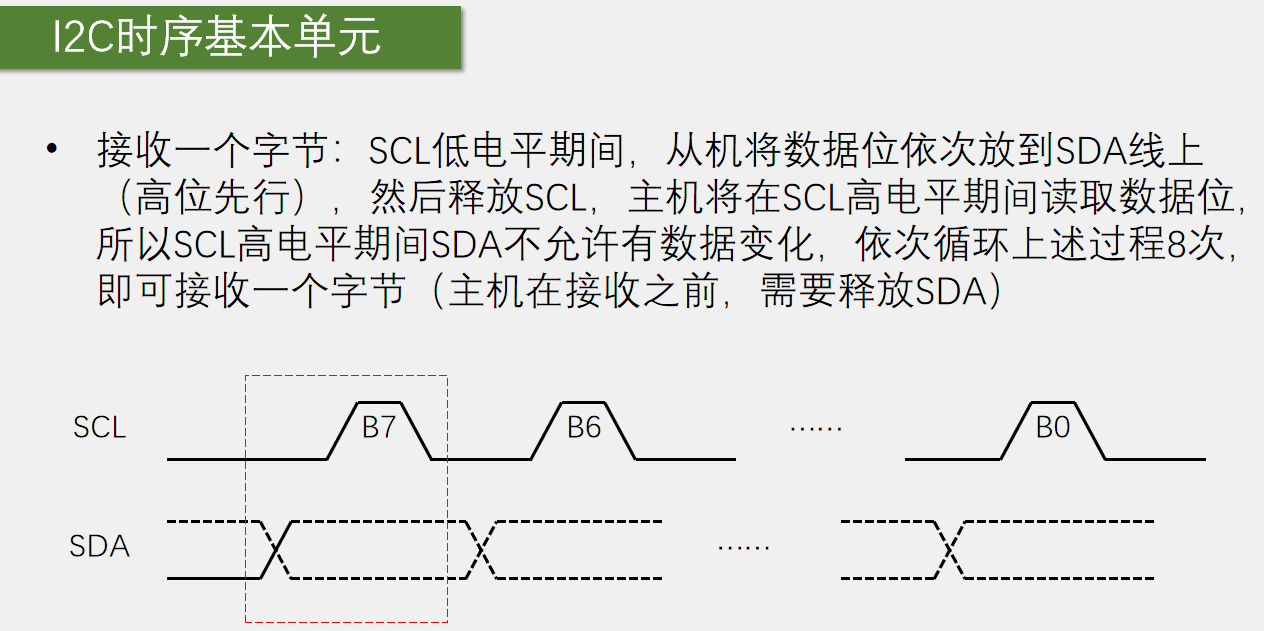 I2C时序基本单元
• 接收一个字节：SCL低电平期间，从机将数据位依次放到SDA线上
（高位先行），然后释放SCL，主机将在SCL高电平期间读取数据位，
所以SCL高电平期间SDA不允许有数据变化，依次循环上述过程8次，
即可接收一个字节（主机在接收之前，需要释放SDA）
SCL B7 B6 …… B0
SDA ……